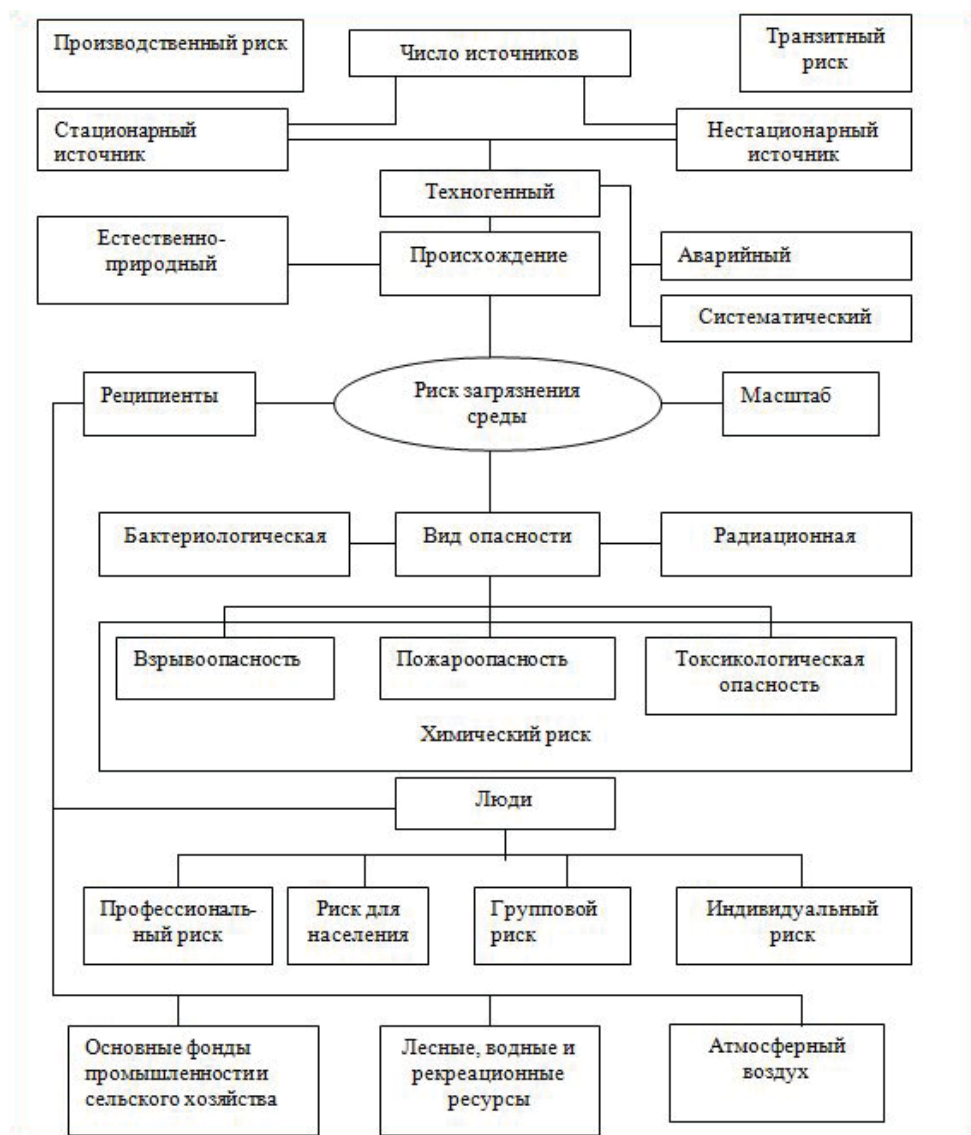 Производственный риск
Число источников
Транзитный
риск
Стационарный
источник
Нестационарный
источник
Техногенный
Естественно-
природный
Происхождение
Аварийный
Систематический
Реципиенты
Риск загрязнения
среды
Масштаб
Бактериологическая
Вид опасности
Радиационная
Взрывоопасность
Пожароопасность
Токсикологическая
опасность
Химический риск
Люди
Профессиональ-
ный риск
Риск для
населения
Групповой
риск
Индивидуальный
риск
Основные фонды
промышленности и
сельского хозяйства
Лесные, водные и
рекреационные
ресурсы
Атмосферный
воздух